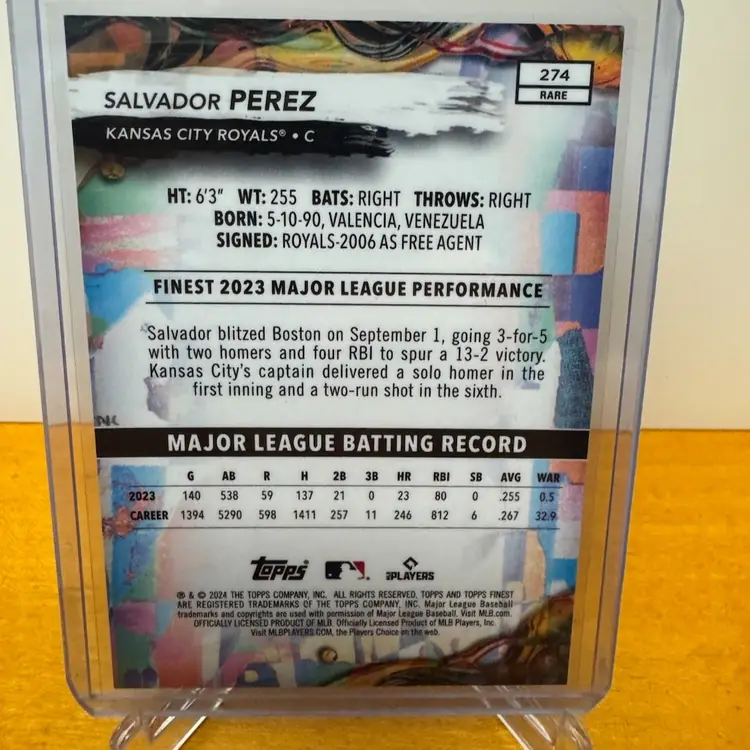 274
RARE
SALVADOR PEREZ
KANSAS CITY ROYALS® • C
HT: 6'3" WT: 255 BATS: RIGHT THROWS: RIGHT
BORN: 5-10-90, VALENCIA, VENEZUELA
SIGNED: ROYALS-2006 AS FREE AGENT
FINEST 2023 MAJOR LEAGUE PERFORMANCE
Salvador blitzed Boston on September 1, going 3-for-5
with two homers and four RBI to spur a 13-2 victory.
Kansas City's captain delivered a solo homer in the
first inning and a two-run shot in the sixth.
MAJOR LEAGUE BATTING RECORD
G AB R H 2B 3B HR RBI SB AVG WAR
2023 140 538 59 137 21 0 23 80 0 .255 0.5
CAREER 1394 5290 598 1411 257 11 246 812 6 .267 32.9
Topps PLAYERS
® & © 2024 THE TOPPS COMPANY, INC. ALL RIGHTS RESERVED. TOPPS AND TOPPS FINEST
ARE REGISTERED TRADEMARKS OF THE TOPPS COMPANY, INC. Major League Baseball
trademarks and copyrights are used with permission of Major League Baseball. Visit MLB.com.
OFFICIALLY LICENSED PRODUCT OF MLB Officially Licensed Product of MLB Players, Inc.
Visit MLBPLAYERS.COM, the Players Choice on the web.